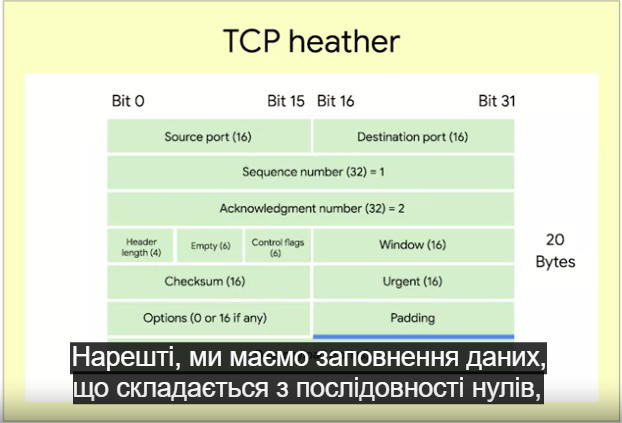 TCP heather
Bit 0 Bit 15 Bit 16 Bit 31
Source port (16) Destination port (16)
Sequence number (32) = 1
Acknowledgment number (32) = 2
Header length (4) Empty (6) Control flags (6) Window (16)
20 Bytes
Checksum (16) Urgent (16)
Options (0 or 16 if any) Padding
Нарешті, ми маємо заповнення даних,
що складається з послідовності нулів,